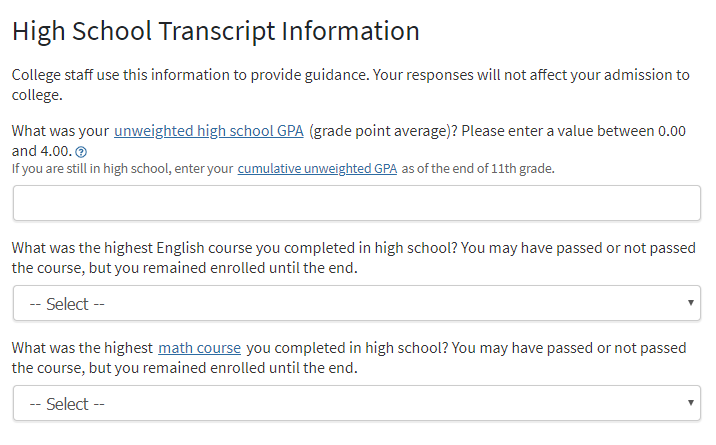 High School Transcript Information
College staff use this information to provide guidance. Your responses will not affect your admission to
college.
What was your unweighted high school GPA (grade point average)? Please enter a value between 0.00
and 4.00. ?
If you are still in high school, enter your cumulative unweighted GPA as of the end of 11th grade.
What was the highest English course you completed in high school? You may have passed or not passed
the course, but you remained enrolled until the end.
-- Select --
What was the highest math course you completed in high school? You may have passed or not passed
the course, but you remained enrolled until the end.
-- Select --